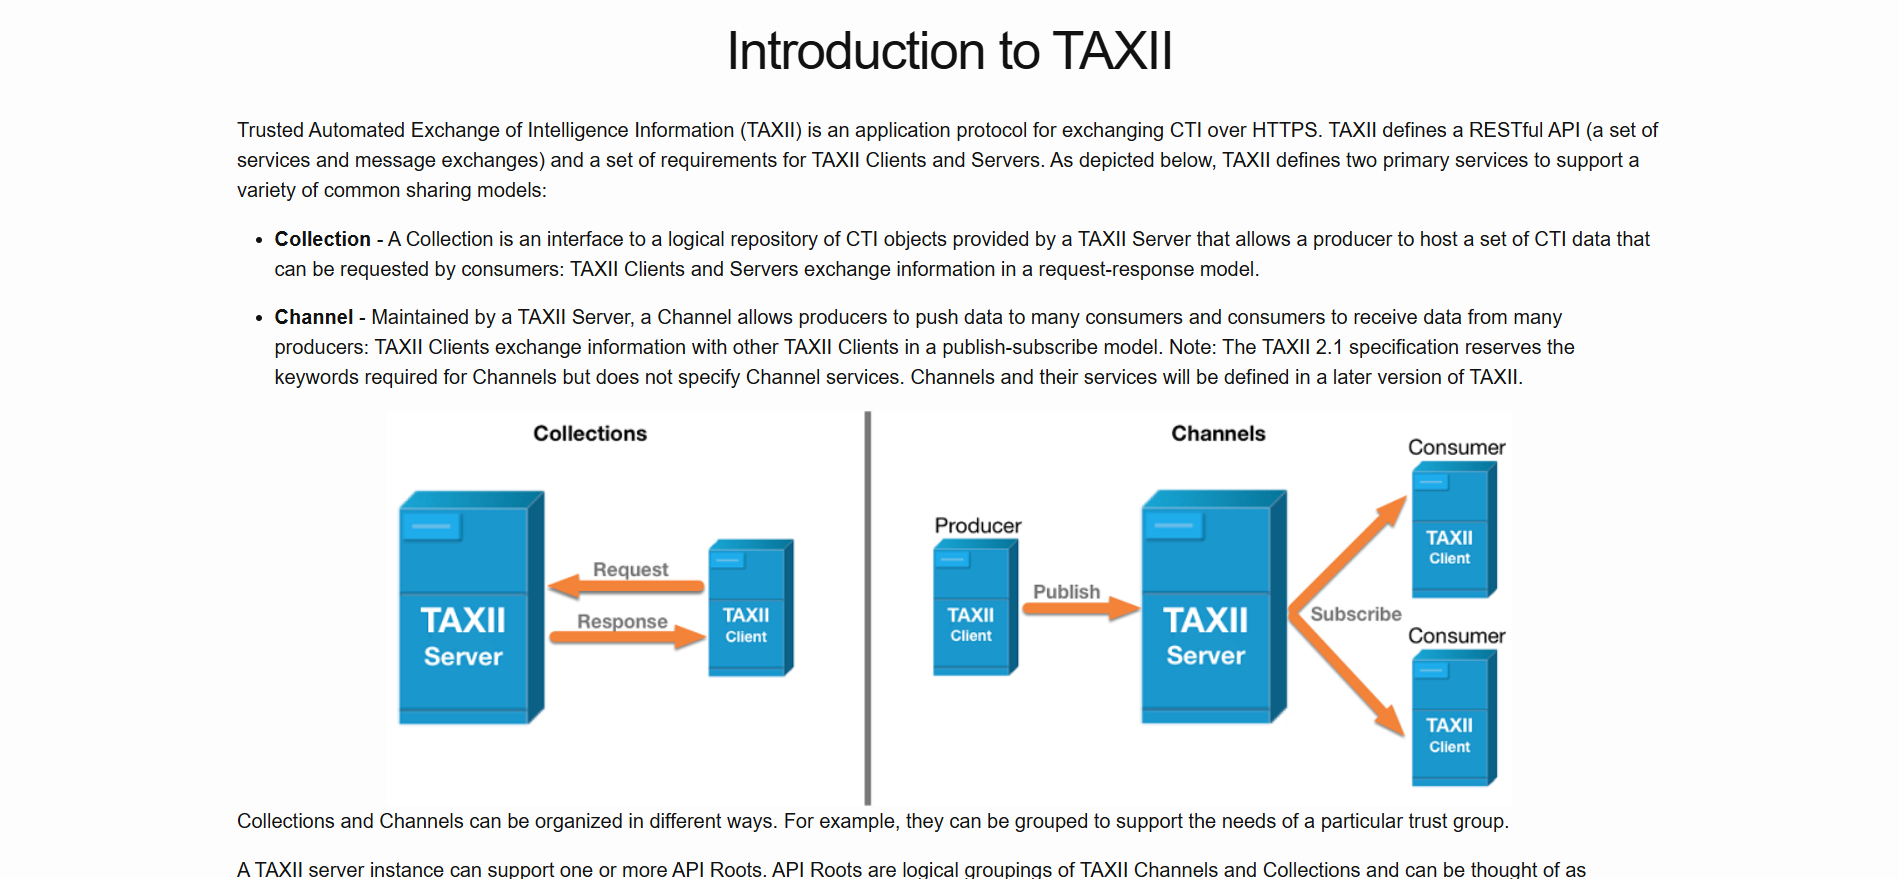 Introduction to TAXII
Trusted Automated Exchange of Intelligence Information (TAXII) is an application protocol for exchanging CTI over HTTPS. TAXII defines a RESTful API (a set of
services and message exchanges) and a set of requirements for TAXII Clients and Servers. As depicted below, TAXII defines two primary services to support a
variety of common sharing models:
• Collection - A Collection is an interface to a logical repository of CTI objects provided by a TAXII Server that allows a producer to host a set of CTI data that
can be requested by consumers: TAXII Clients and Servers exchange information in a request-response model.
• Channel - Maintained by a TAXII Server, a Channel allows producers to push data to many consumers and consumers to receive data from many
producers: TAXII Clients exchange information with other TAXII Clients in a publish-subscribe model. Note: The TAXII 2.1 specification reserves the
keywords required for Channels but does not specify Channel services. Channels and their services will be defined in a later version of TAXII.
Collections
TAXII
Server
Request
Response
TAXII
Client
Channels
Producer
TAXII
Client
Publish
TAXII
Server
Subscribe
Consumer
TAXII
Client
Consumer
TAXII
Client
Collections and Channels can be organized in different ways. For example, they can be grouped to support the needs of a particular trust group.
A TAXII server instance can support one or more API Roots. API Roots are logical groupings of TAXII Channels and Collections and can be thought of as